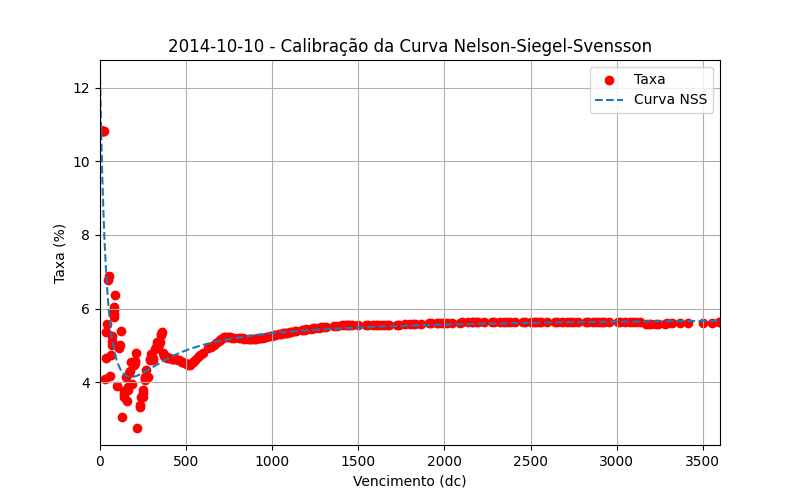 2014-10-10 - Calibração da Curva Nelson-Siegel-Svensson
Taxa
Curva NSS
Taxa (%)
12
10
8
6
4
0 500 1000 1500 2000 2500 3000 3500
Vencimento (dc)